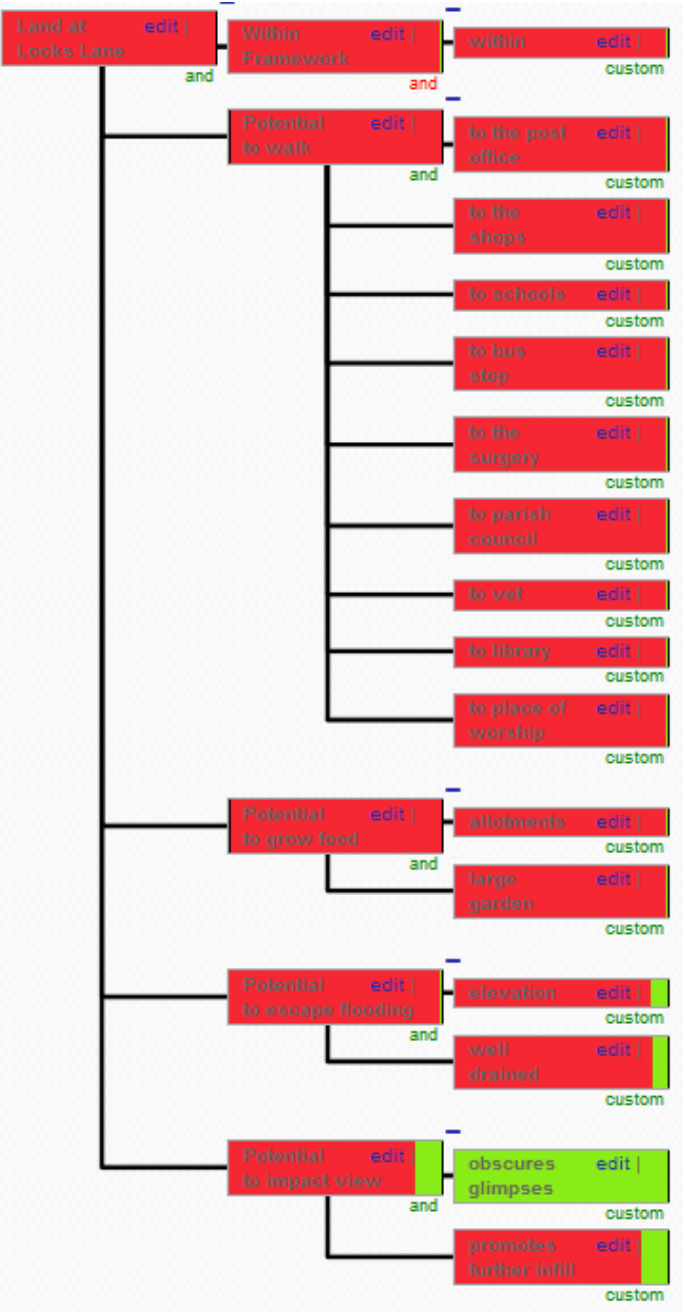 Land at edit |
Locks Lane
and
Within edit |
Framework
and
within edit |
custom
Potential edit |
to walk
and
to the post edit |
office
custom
to the edit |
shops
custom
to schools edit |
custom
to bus edit |
stop
custom
to the edit |
surgery
custom
to parish edit |
council
custom
to vet edit |
custom
to library edit |
custom
to place of edit |
worship
custom
Potential edit |
to grow food
and
allotments edit |
custom
large edit |
garden
custom
Potential edit |
to escape flooding
and
elevation edit |
custom
well edit |
drained
custom
Potential edit |
to impact view
and
obscures edit |
glimpses
custom
promotes edit |
further infill
custom